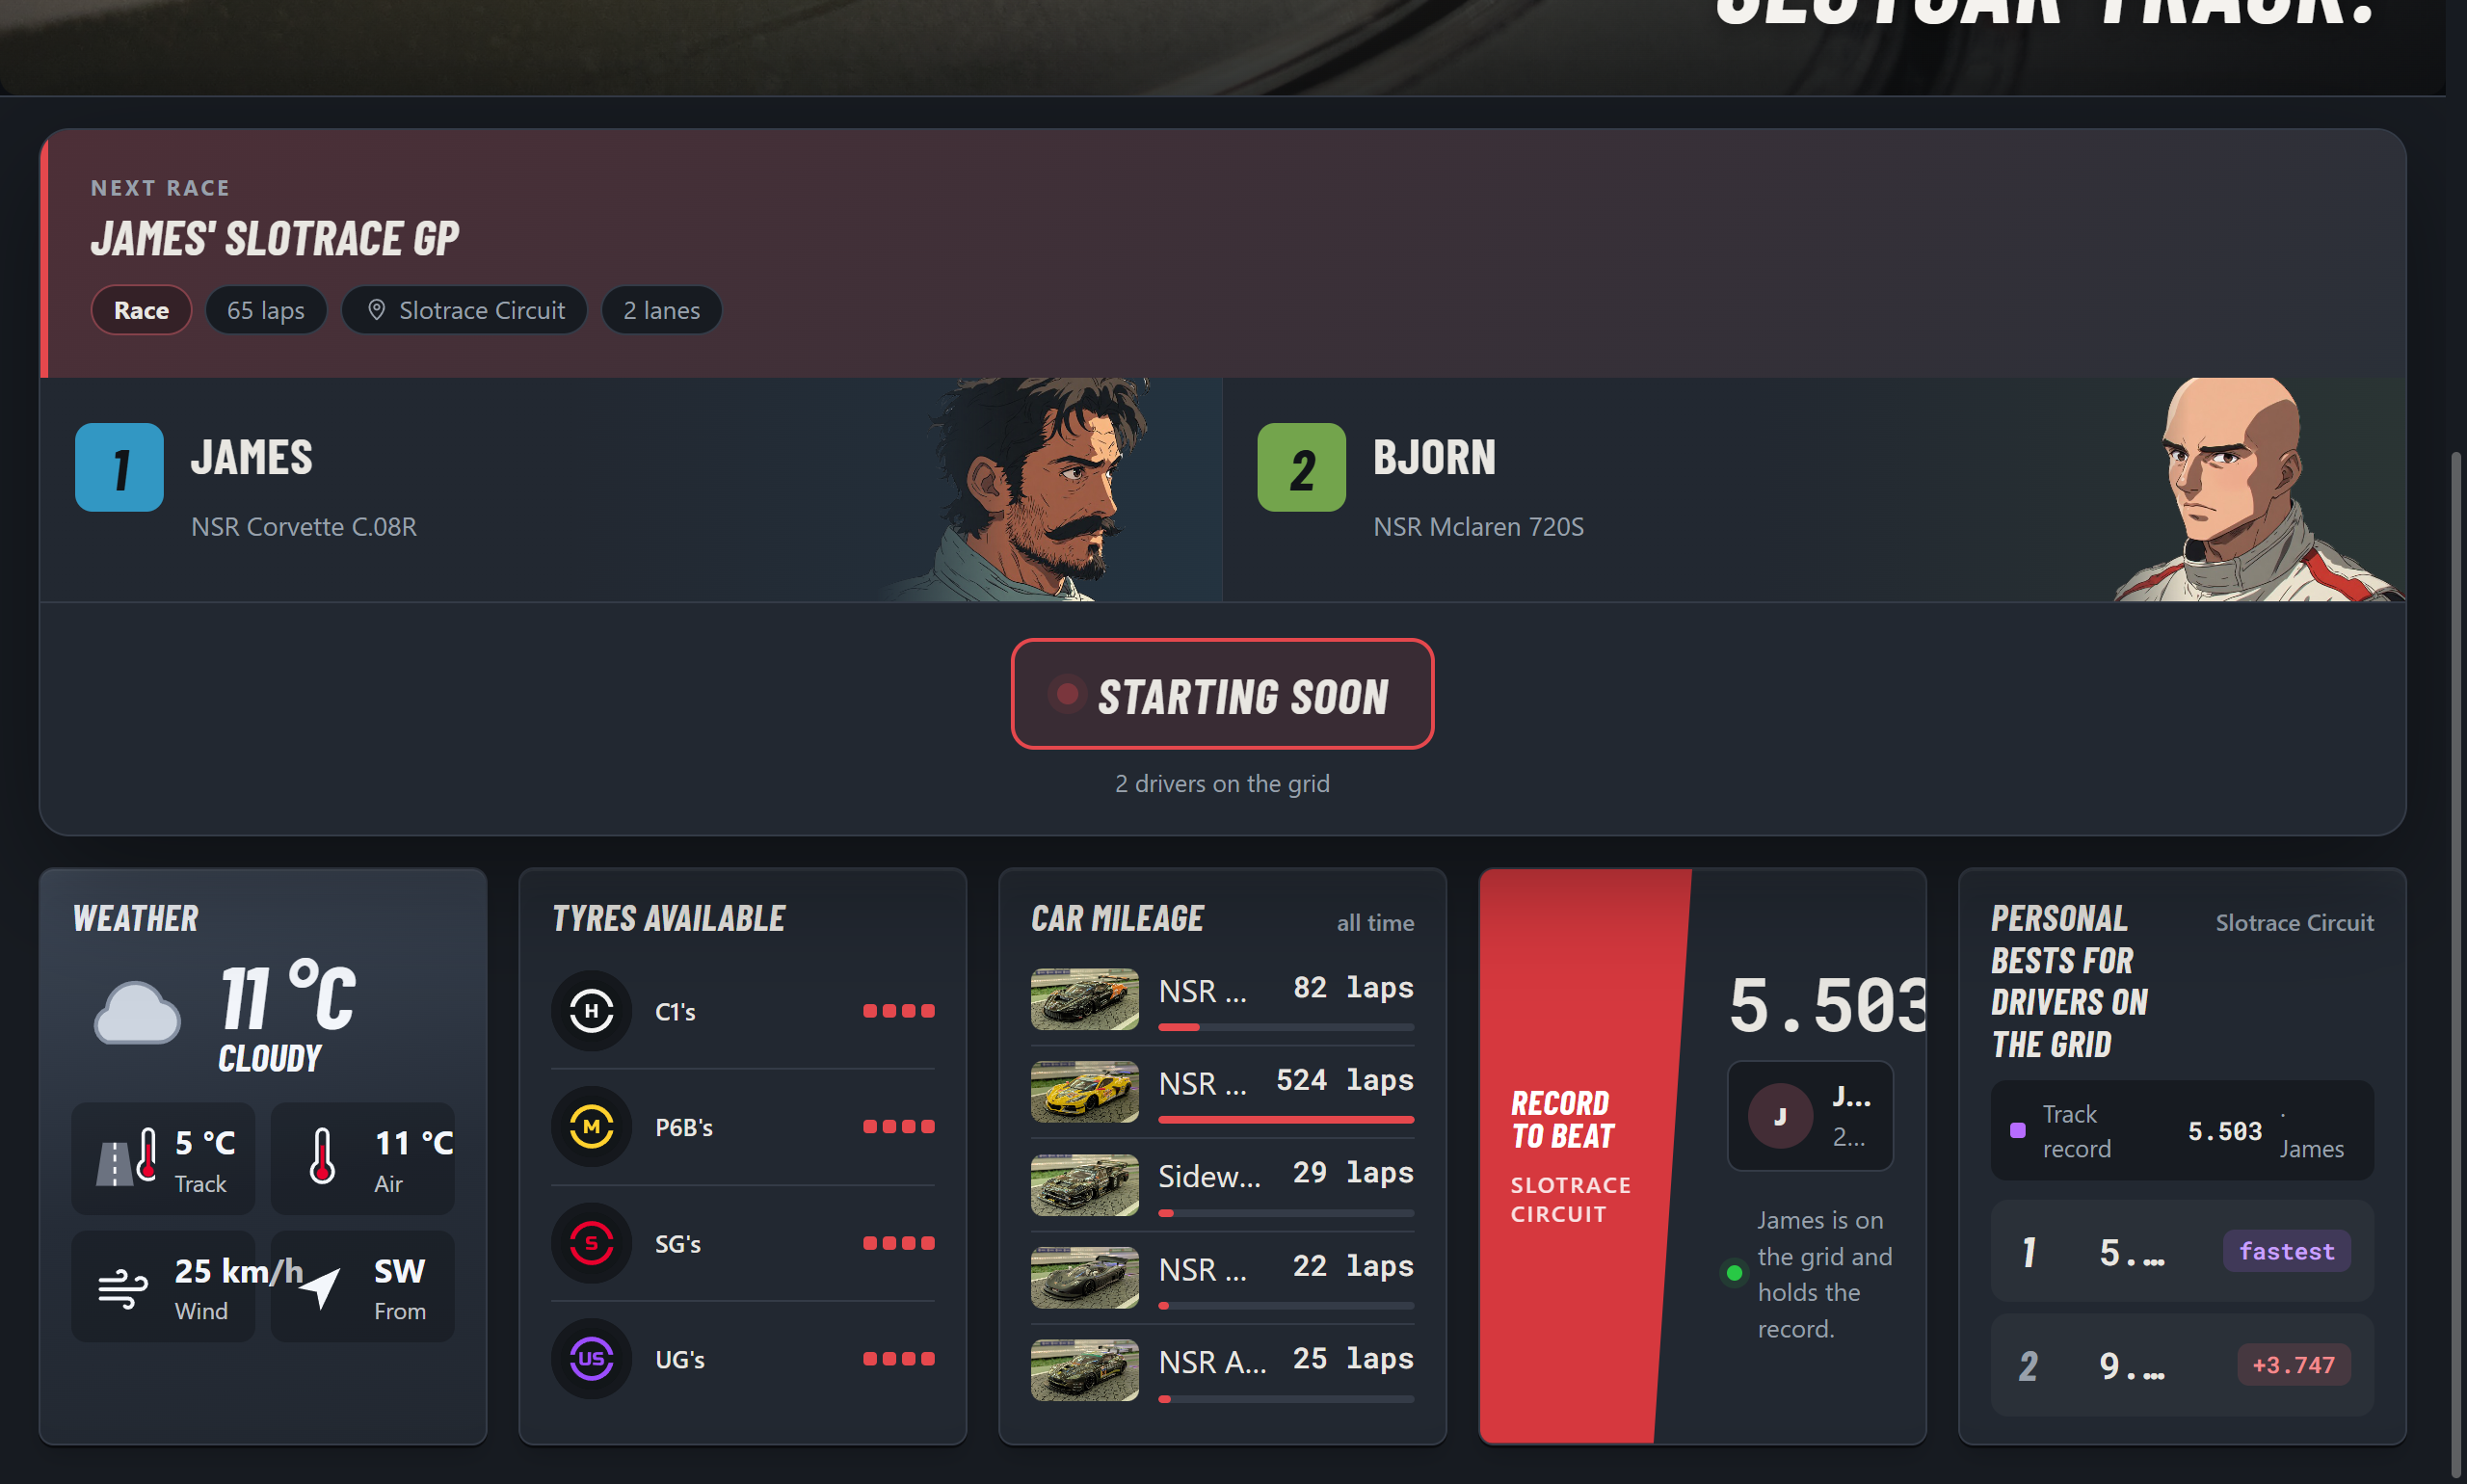 SLOTCAR TRACK.
NEXT RACE
JAMES' SLOTRACE GP
Race
65 laps
Slotrace Circuit
2 lanes
1
JAMES
NSR Corvette C.08R
2
BJORN
NSR Mclaren 720S
STARTING SOON
2 drivers on the grid
WEATHER
11 °C
CLOUDY
5 °C
Track
11 °C
Air
25 km/h
Wind
SW
From
TYRES AVAILABLE
H
C1's
M
P6B's
S
SG's
US
UG's
CAR MILEAGE
all time
NSR ...
82 laps
NSR ...
524 laps
Sidew...
29 laps
NSR ...
22 laps
NSR A...
25 laps
RECORD
TO BEAT
SLOTRACE
CIRCUIT
5.503
J
J...
2...
James is on
the grid and
holds the
record.
PERSONAL
BESTS FOR
DRIVERS ON
THE GRID
Slotrace Circuit
Track
record
5.503
·
James
1
5.…
fastest
2
9.…
+3.747